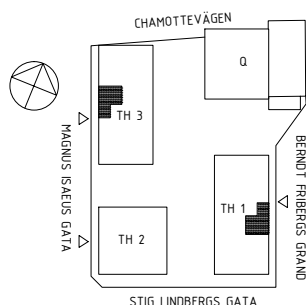 CHAMOTTEVÄGEN
Q
TH 3
MAGNUS ISAEUS GATA
BERNDT FRIBERGS GRÄND
TH 1
TH 2
STIG LINDBERGS GATA